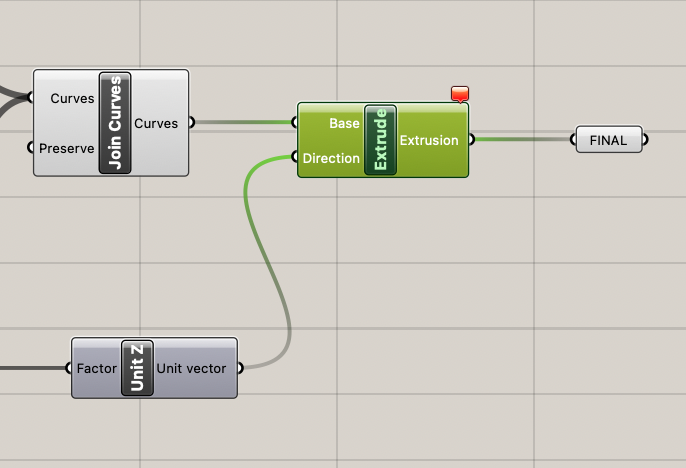 Curves
Preserve
Join Curves
Curves
Base
Direction
Extrude
Extrusion
FINAL
Factor
Unit Z
Unit vector